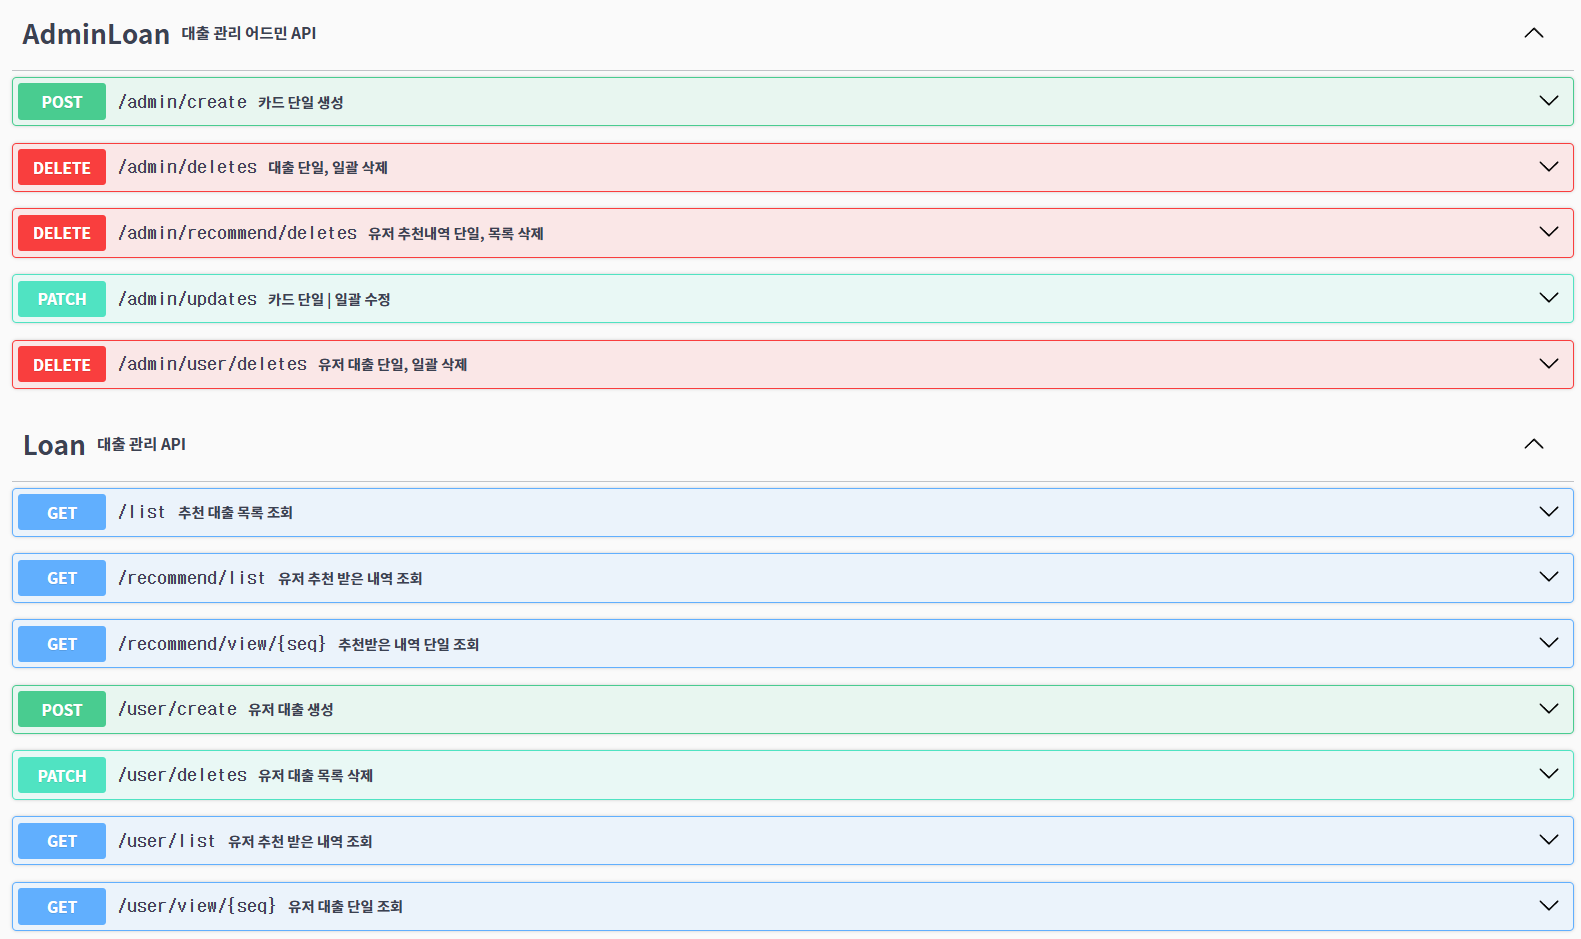 AdminLoan 대출 관리 어드민 API
POST /admin/create 카드 단일 생성
DELETE /admin/deletes 대출 단일, 일괄 삭제
DELETE /admin/recommend/deletes 유저 추천내역 단일, 목록 삭제
PATCH /admin/updates 카드 단일 | 일괄 수정
DELETE /admin/user/deletes 유저 대출 단일, 일괄 삭제
Loan 대출 관리 API
GET /list 추천 대출 목록 조회
GET /recommend/list 유저 추천 받은 내역 조회
GET /recommend/view/{seq} 추천받은 내역 단일 조회
POST /user/create 유저 대출 생성
PATCH /user/deletes 유저 대출 목록 삭제
GET /user/list 유저 추천 받은 내역 조회
GET /user/view/{seq} 유저 대출 단일 조회